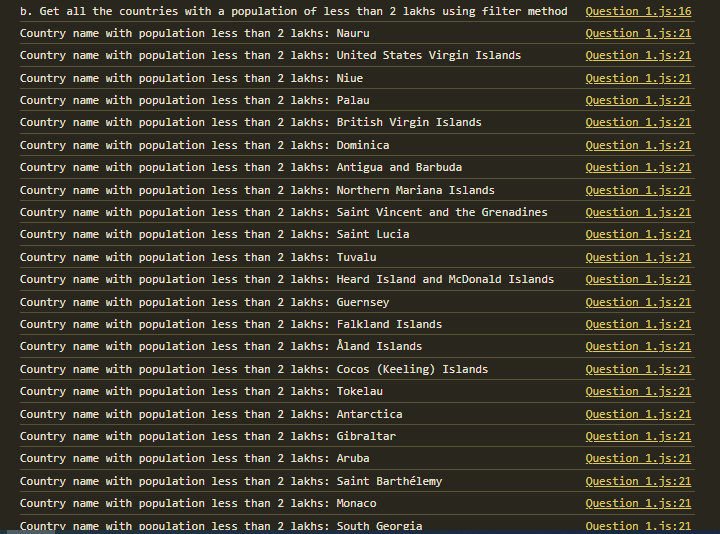 b. Get all the countries with a population of less than 2 lakhs using filter method Question 1.js:16
Country name with population less than 2 lakhs: Nauru Question 1.js:21
Country name with population less than 2 lakhs: United States Virgin Islands Question 1.js:21
Country name with population less than 2 lakhs: Niue Question 1.js:21
Country name with population less than 2 lakhs: Palau Question 1.js:21
Country name with population less than 2 lakhs: British Virgin Islands Question 1.js:21
Country name with population less than 2 lakhs: Dominica Question 1.js:21
Country name with population less than 2 lakhs: Antigua and Barbuda Question 1.js:21
Country name with population less than 2 lakhs: Northern Mariana Islands Question 1.js:21
Country name with population less than 2 lakhs: Saint Vincent and the Grenadines Question 1.js:21
Country name with population less than 2 lakhs: Saint Lucia Question 1.js:21
Country name with population less than 2 lakhs: Tuvalu Question 1.js:21
Country name with population less than 2 lakhs: Heard Island and McDonald Islands Question 1.js:21
Country name with population less than 2 lakhs: Guernsey Question 1.js:21
Country name with population less than 2 lakhs: Falkland Islands Question 1.js:21
Country name with population less than 2 lakhs: Åland Islands Question 1.js:21
Country name with population less than 2 lakhs: Cocos (Keeling) Islands Question 1.js:21
Country name with population less than 2 lakhs: Tokelau Question 1.js:21
Country name with population less than 2 lakhs: Antarctica Question 1.js:21
Country name with population less than 2 lakhs: Gibraltar Question 1.js:21
Country name with population less than 2 lakhs: Aruba Question 1.js:21
Country name with population less than 2 lakhs: Saint Barthélemy Question 1.js:21
Country name with population less than 2 lakhs: Monaco Question 1.js:21
Country name with population less than 2 lakhs: South Georgia Question 1.js:21